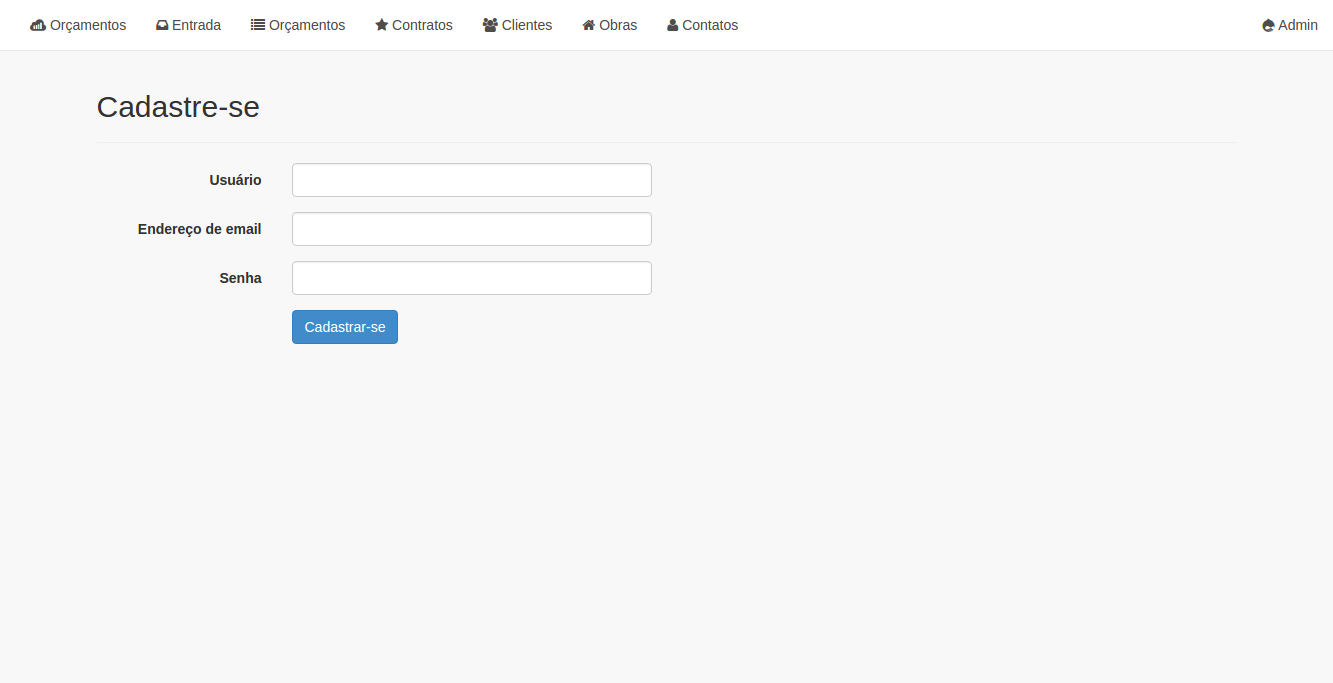 Orçamentos Entrada Orçamentos Contratos Clientes Obras Contatos Admin
Cadastre-se
Usuário
Endereço de email
Senha
Cadastrar-se